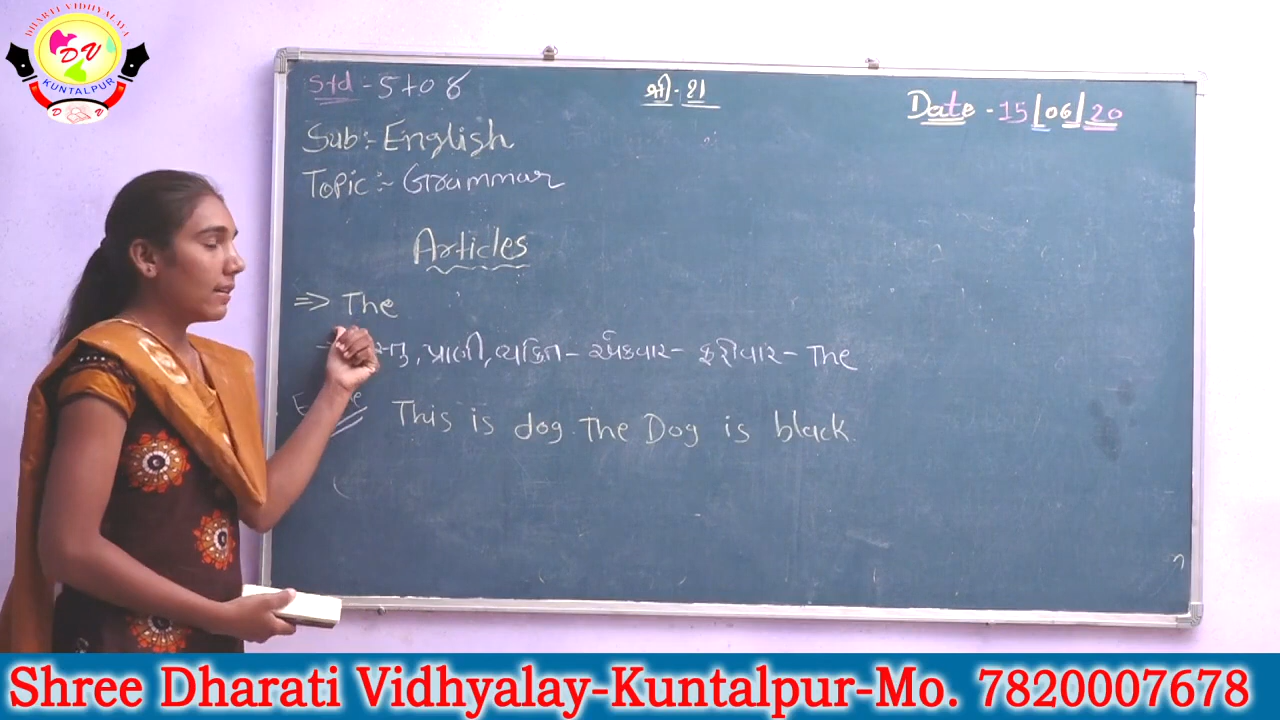 DHARATI VIDHYALAYA
DV
KUNTALPUR
D V
Std :- 5 to 8
શ્રી - ૨ા
Date - 15/06/20
Sub:- English
Topic:- Grammar
Articles
=> The
પ્રાણી, વ્યકિત - એકવાર - ફરીવાર - The
This is dog. The Dog is black.
Shree Dharati Vidhyalay-Kuntalpur-Mo. 7820007678